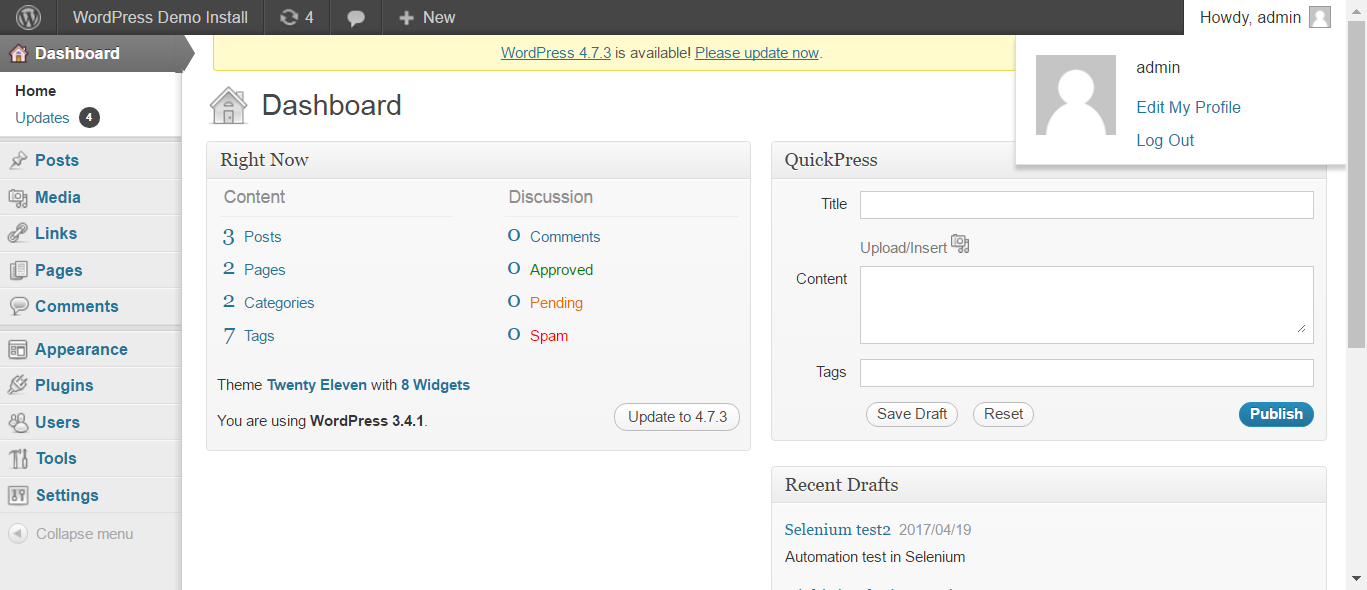 WordPress Demo Install 4 New Howdy, admin
Dashboard
Home
Updates 4
Posts
Media
Links
Pages
Comments
Appearance
Plugins
Users
Tools
Settings
Collapse menu
WordPress 4.7.3 is available! Please update now.
admin
Edit My Profile
Log Out
Dashboard
Right Now
Content
3 Posts
2 Pages
2 Categories
7 Tags
Discussion
0 Comments
0 Approved
0 Pending
0 Spam
Theme Twenty Eleven with 8 Widgets
You are using WordPress 3.4.1.
Update to 4.7.3
QuickPress
Title
Upload/Insert
Content
Tags
Save Draft Reset Publish
Recent Drafts
Selenium test2 2017/04/19
Automation test in Selenium